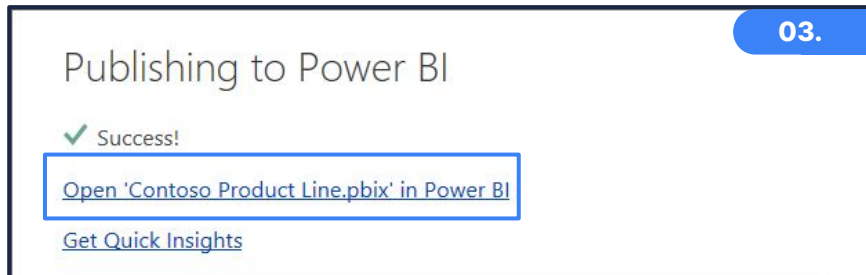 03.
Publishing to Power BI
✓ Success!
Open 'Contoso Product Line.pbix' in Power BI
Get Quick Insights